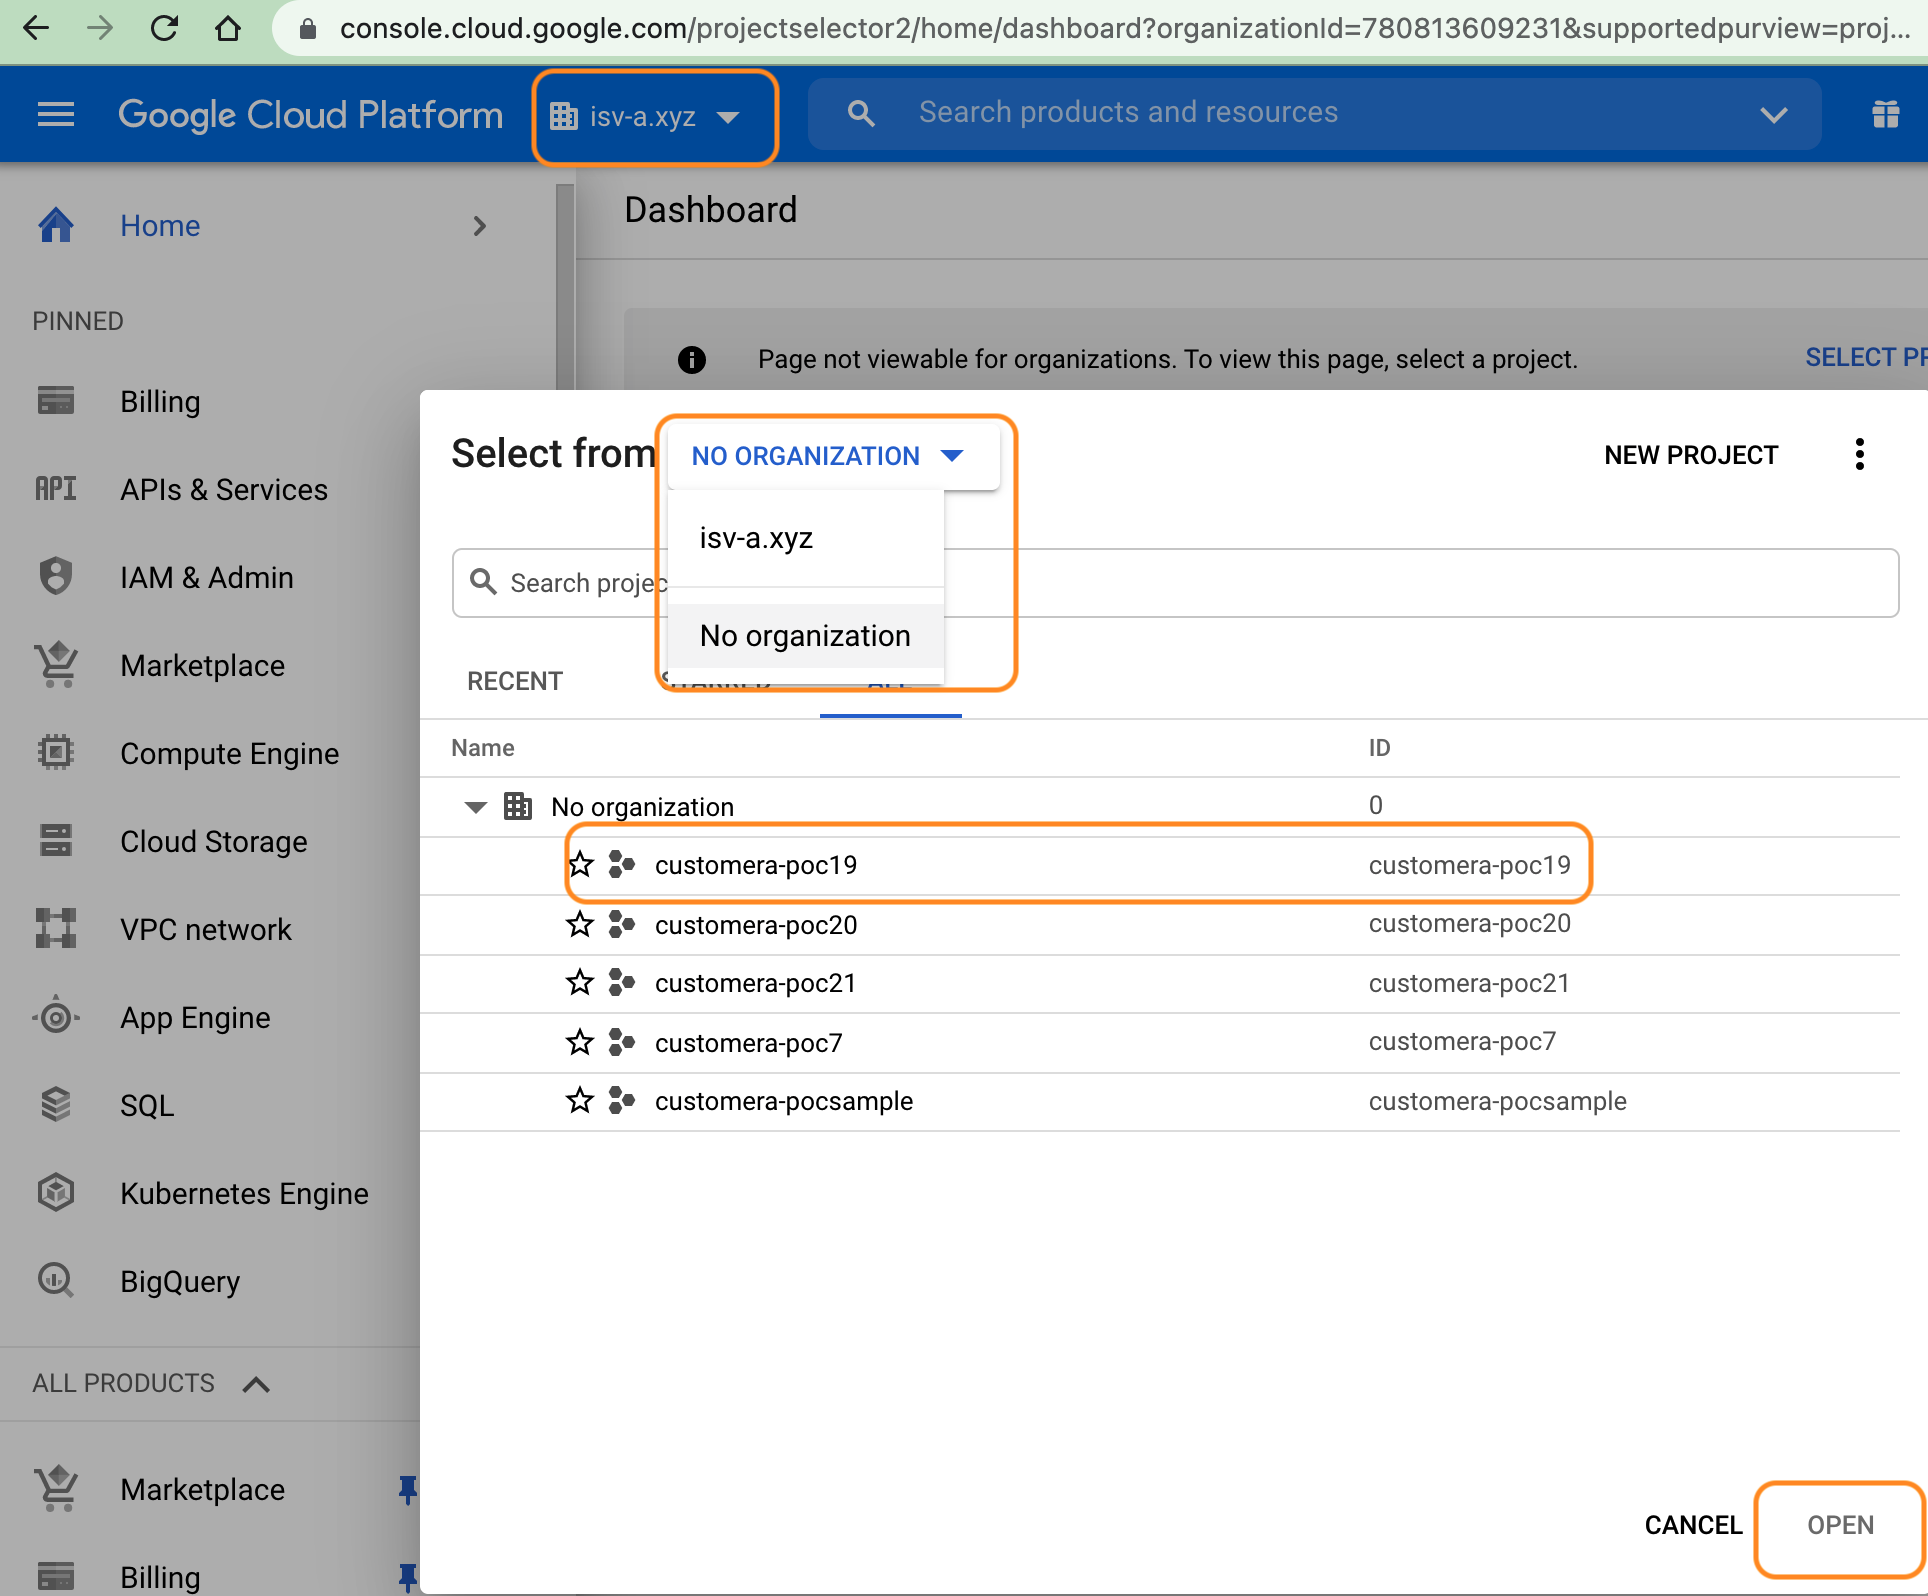 console.cloud.google.com/projectselector2/home/dashboard?organizationId=780813609231&supportedpurview=proj...
Google Cloud Platform
isv-a.xyz
Search products and resources
Home
Dashboard
PINNED
Page not viewable for organizations. To view this page, select a project.
SELECT PR
Billing
Select from
NO ORGANIZATION
NEW PROJECT
API
APIs & Services
isv-a.xyz
IAM & Admin
Search projec
No organization
Marketplace
RECENT
STARRED
ALL
Name
ID
Compute Engine
No organization
0
Cloud Storage
customera-poc19
customera-poc19
VPC network
customera-poc20
customera-poc20
customera-poc21
customera-poc21
App Engine
customera-poc7
customera-poc7
SQL
customera-pocsample
customera-pocsample
Kubernetes Engine
BigQuery
ALL PRODUCTS
Marketplace
CANCEL
OPEN
Billing